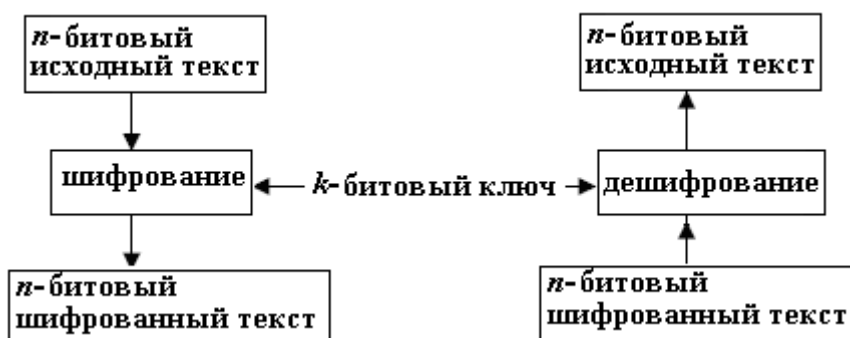 n-битовый
исходный текст
n-битовый
исходный текст
шифрование
k-битовый ключ
дешифрование
n-битовый
шифрованный текст
n-битовый
шифрованный текст